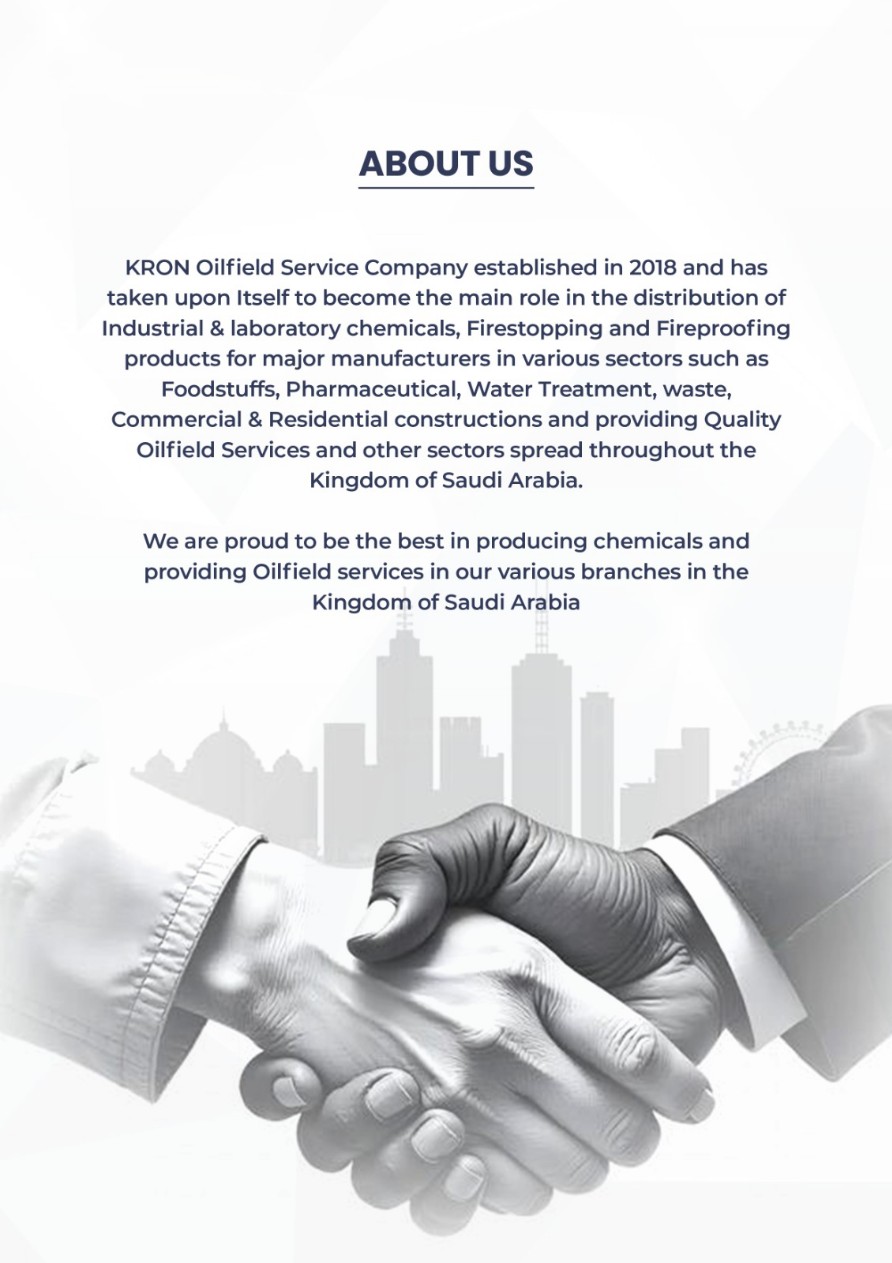 ABOUT US
KRON Oilfield Service Company established in 2018 and has
taken upon Itself to become the main role in the distribution of
Industrial & laboratory chemicals, Firestopping and Fireproofing
products for major manufacturers in various sectors such as
Foodstuffs, Pharmaceutical, Water Treatment, waste,
Commercial & Residential constructions and providing Quality
Oilfield Services and other sectors spread throughout the
Kingdom of Saudi Arabia.
We are proud to be the best in producing chemicals and
providing Oilfield services in our various branches in the
Kingdom of Saudi Arabia